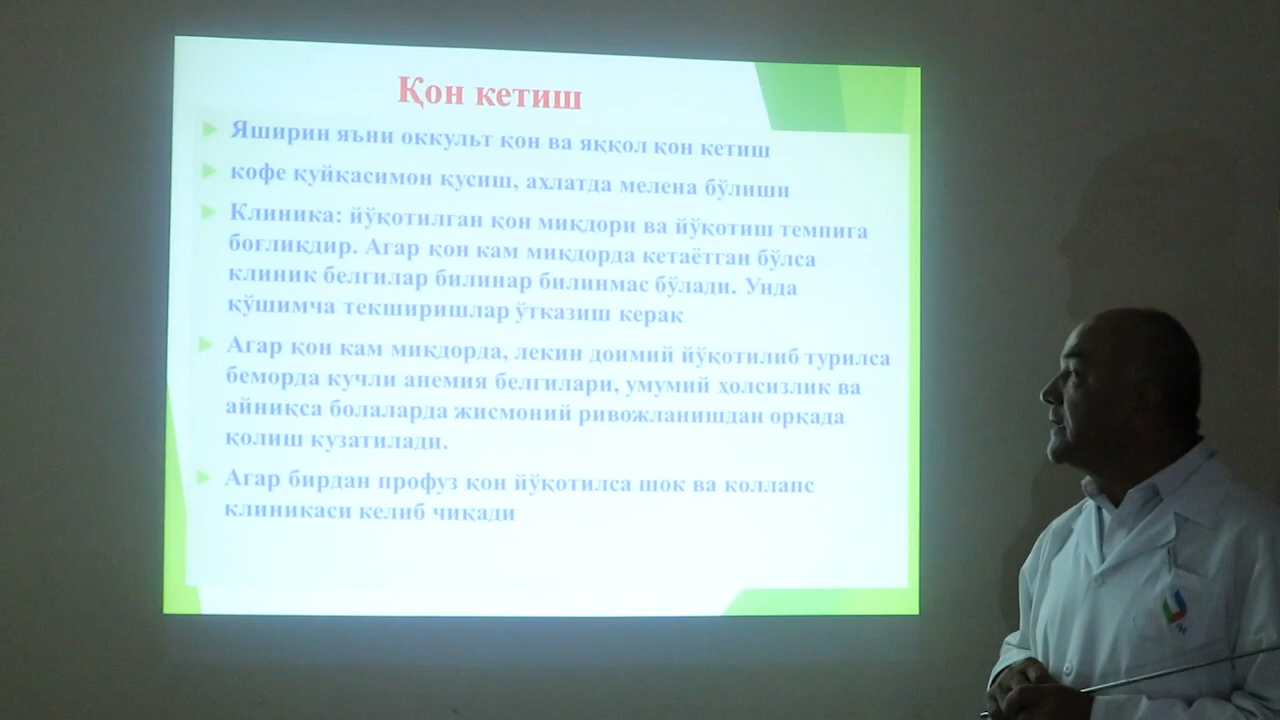 Қон кетиш
Яширин яъни оккульт қон ва яққол қон кетиш
кофе қуйқасимон қусиш, ахлатда мелена бўлиши
Клиника: йўқотилган қон миқдори ва йўқотиш темпига
боғлиқдир. Агар қон кам миқдорда кетаётган бўлса
клиник белгилар билинар билинмас бўлади. Унда
қўшимча текширишлар ўтказиш керак
Агар қон кам миқдорда, лекин доимий йўқотилиб турилса
беморда кучли анемия белгилари, умумий ҳолсизлик ва
айниқса болаларда жисмоний ривожланишдан орқада
қолиш кузатилади.
Агар бирдан профуз қон йўқотилса шок ва коллапс
клиникаси келиб чиқади